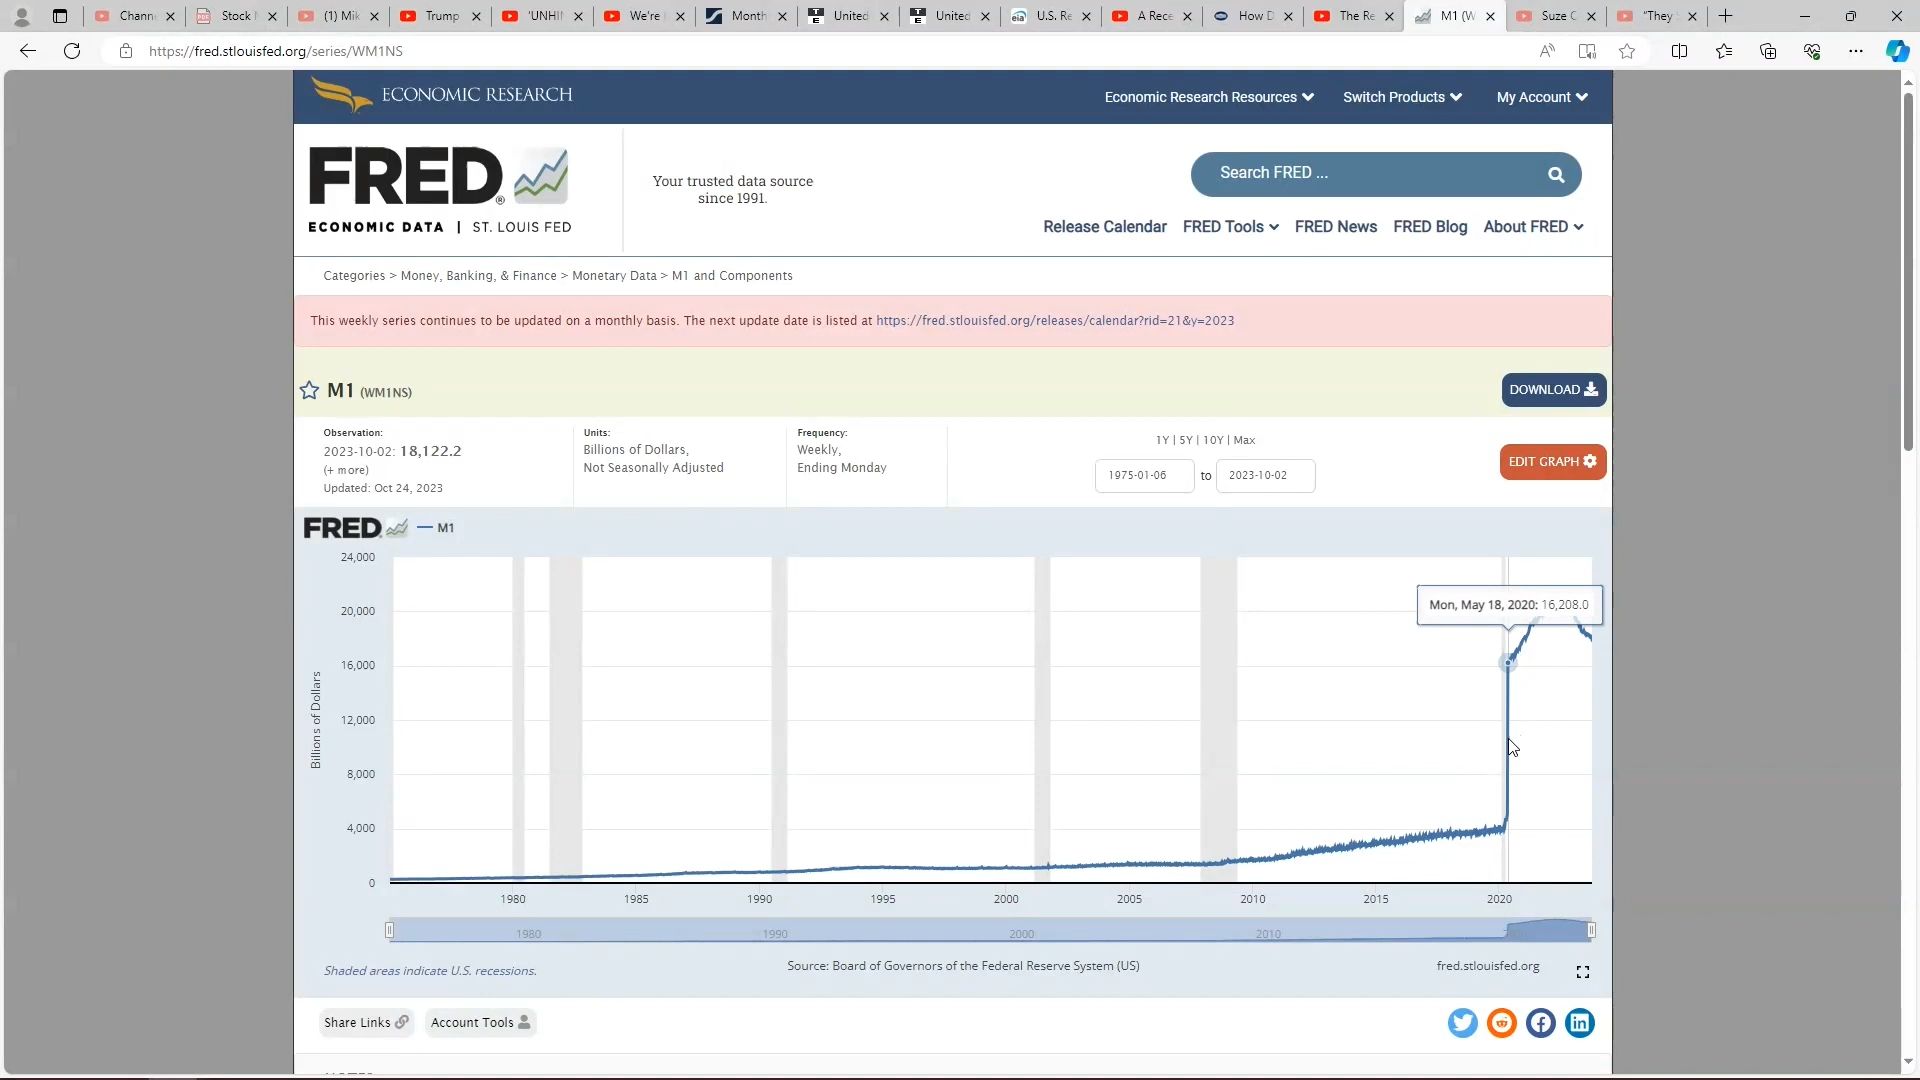 Chann
Stock
(1) Mik
Trump
'UNHI
We're
Month
United
United
U.S. Re
A Rece
How D
The Re
M1 (W
Suze
"They
https://fred.stlouisfed.org/series/WM1NS
ECONOMIC RESEARCH
Economic Research Resources
Switch Products
My Account
FRED®
ECONOMIC DATA | ST. LOUIS FED
Your trusted data source
since 1991.
Search FRED ...
Release Calendar
FRED Tools
FRED News
FRED Blog
About FRED
Categories > Money, Banking, & Finance > Monetary Data > M1 and Components
This weekly series continues to be updated on a monthly basis. The next update date is listed at https://fred.stlouisfed.org/releases/calendar?rid=21&y=2023
M1 (WM1NS)
DOWNLOAD
Observation:
2023-10-02: 18,122.2
(+ more)
Updated: Oct 24, 2023
Units:
Billions of Dollars,
Not Seasonally Adjusted
Frequency:
Weekly,
Ending Monday
1Y | 5Y | 10Y | Max
1975-01-06 to 2023-10-02
EDIT GRAPH
FRED
M1
24,000
20,000
16,000
12,000
8,000
4,000
0
Billions of Dollars
Mon, May 18, 2020: 16,208.0
1980
1985
1990
1995
2000
2005
2010
2015
2020
1980
1990
2000
2010
Shaded areas indicate U.S. recessions.
Source: Board of Governors of the Federal Reserve System (US)
fred.stlouisfed.org
Share Links
Account Tools